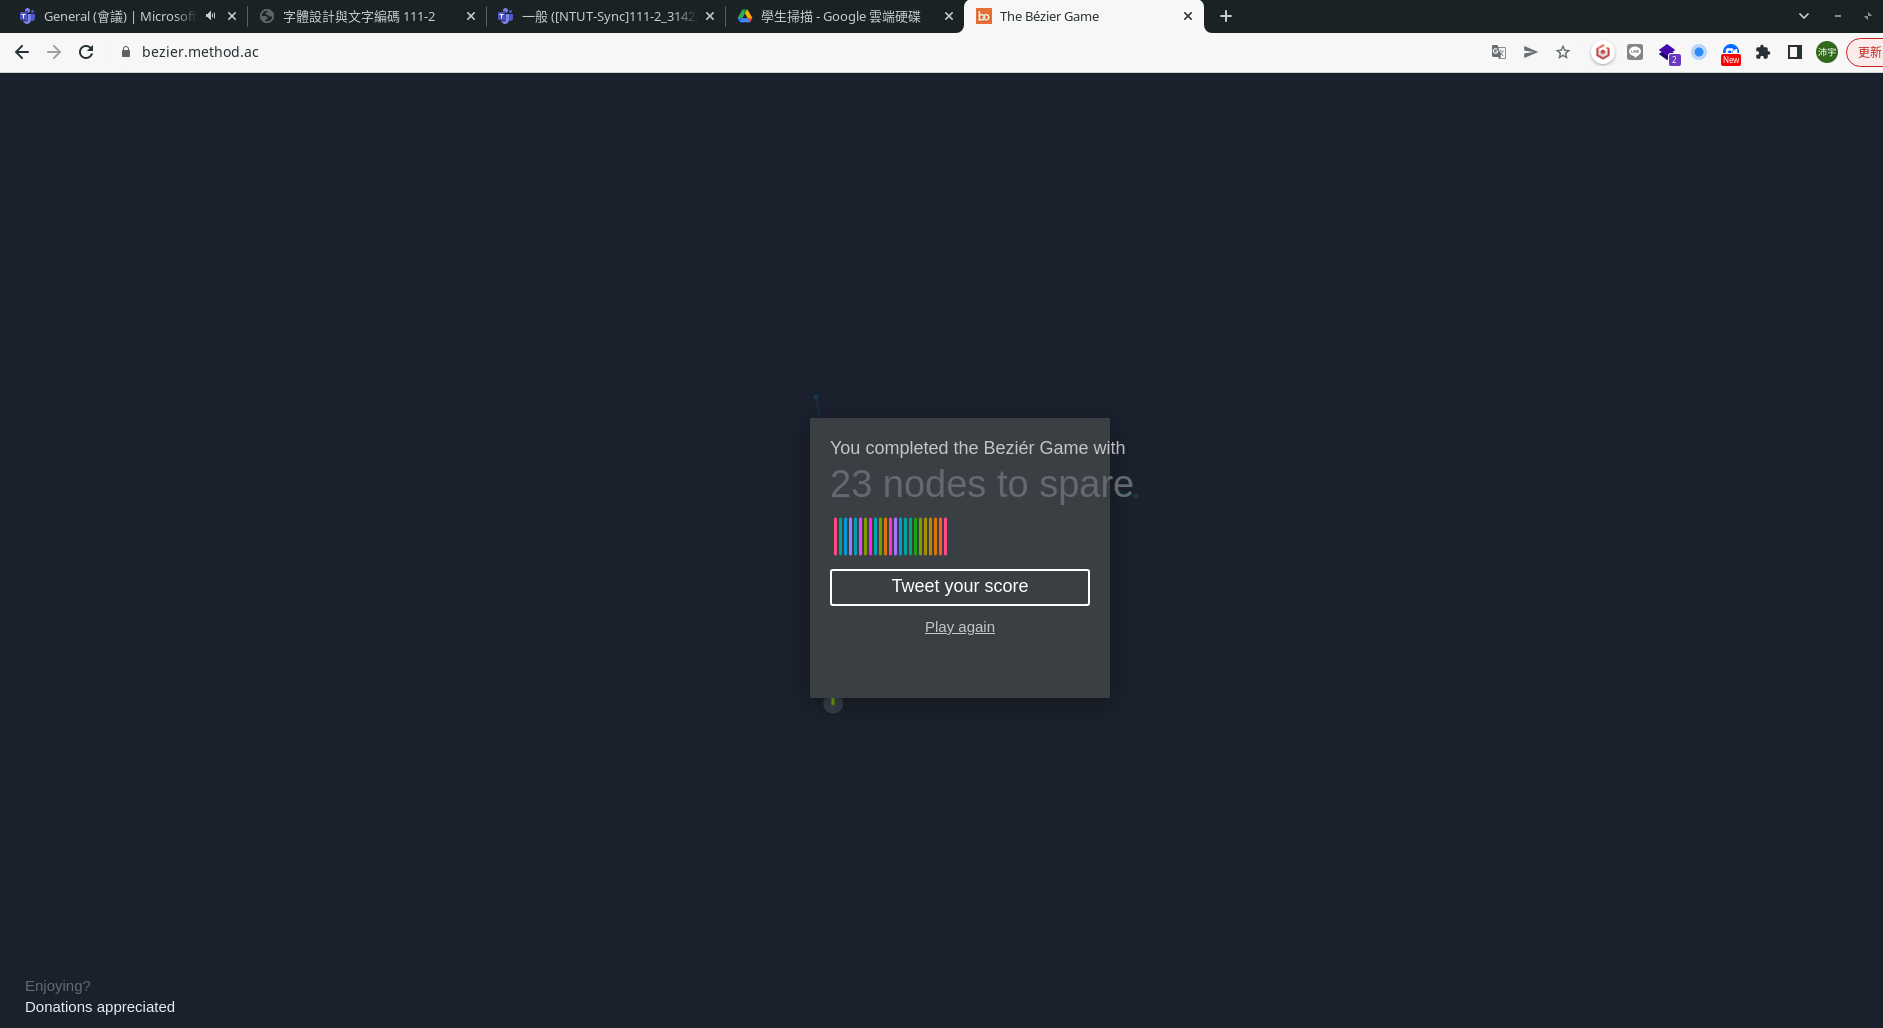 General (會議) | Microsoft
字體設計與文字編碼 111-2
一般 ([NTUT-Sync]111-2_3142
學生掃描 - Google 雲端硬碟
The Bézier Game
bezier.method.ac
2
New
沛宇
更新
You completed the Beziér Game with
23 nodes to spare.
Tweet your score
Play again
Enjoying?
Donations appreciated